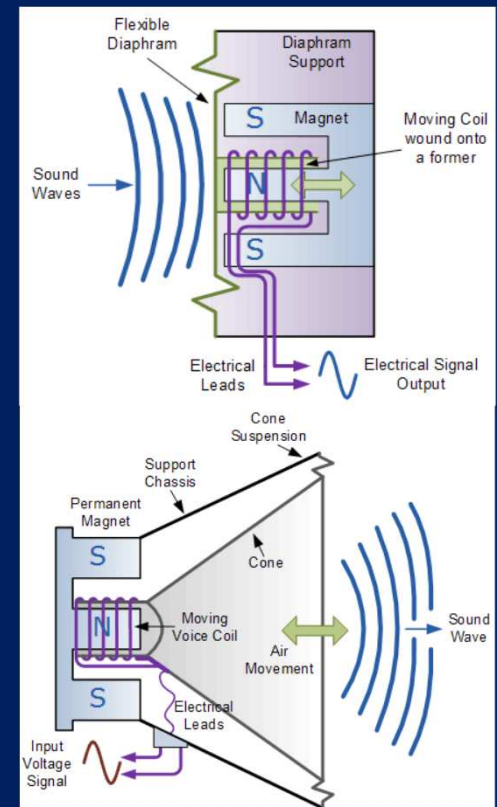 Flexible
Diaphram
Diaphram
Support
S
Magnet
Moving Coil
wound onto
a former
Sound
Waves
N
S
Electrical
Leads
Electrical Signal
Output
Cone
Suspension
Support
Chassis
Permanent
Magnet
S
Cone
N
Moving
Voice Coil
Sound
Wave
Air
Movement
S
Electrical
Leads
Input
Voltage
Signal